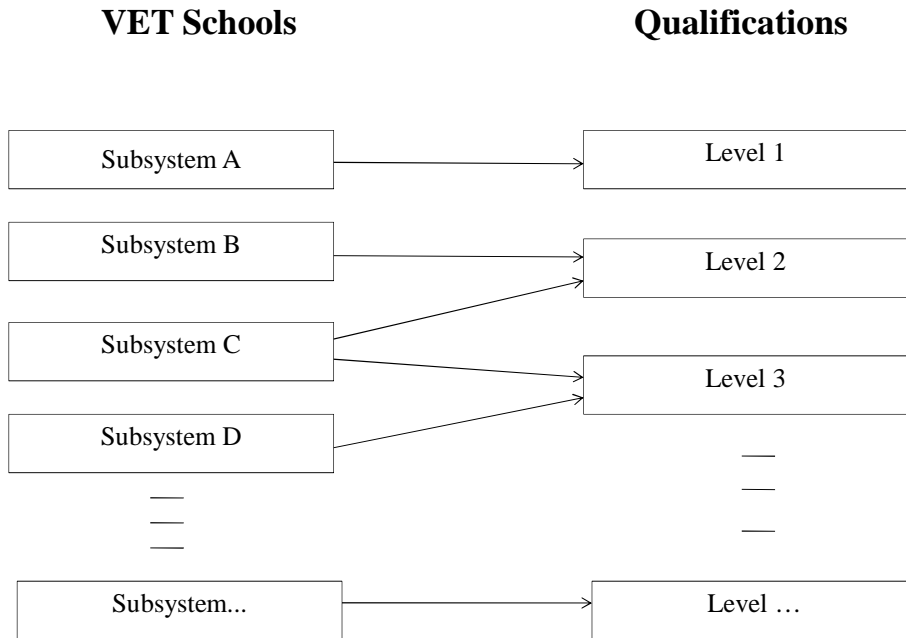 VET Schools
Qualifications
Subsystem A
Level 1
Subsystem B
Level 2
Subsystem C
Level 3
Subsystem D
Subsystem...
Level …